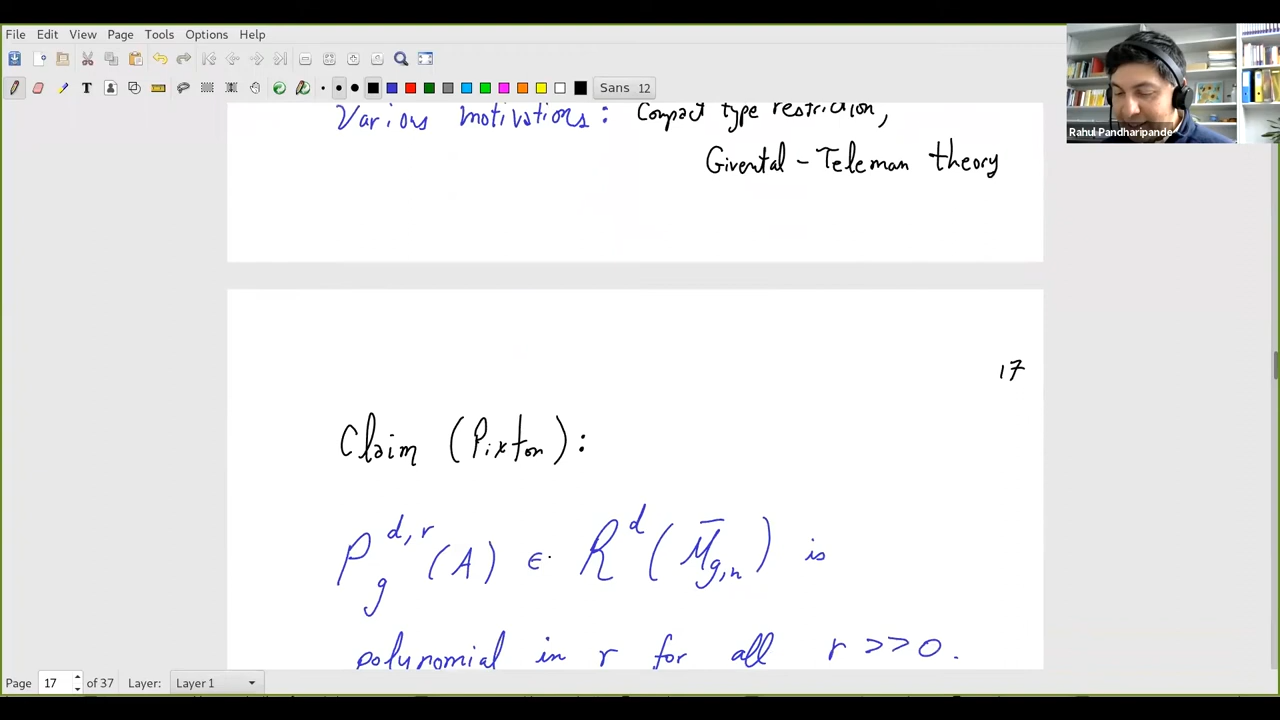 File Edit View Page Tools Options Help
Sans 12
Rahul Pandharipande
Various motivations: Compact type restriction,
Givental - Teleman theory
17
Claim (Pixton):
P_g^{d,r}(A) ∈ R^d(M̄_{g,n}) is
polynomial in r for all r >> 0.
Page 17 of 37 Layer: Layer 1